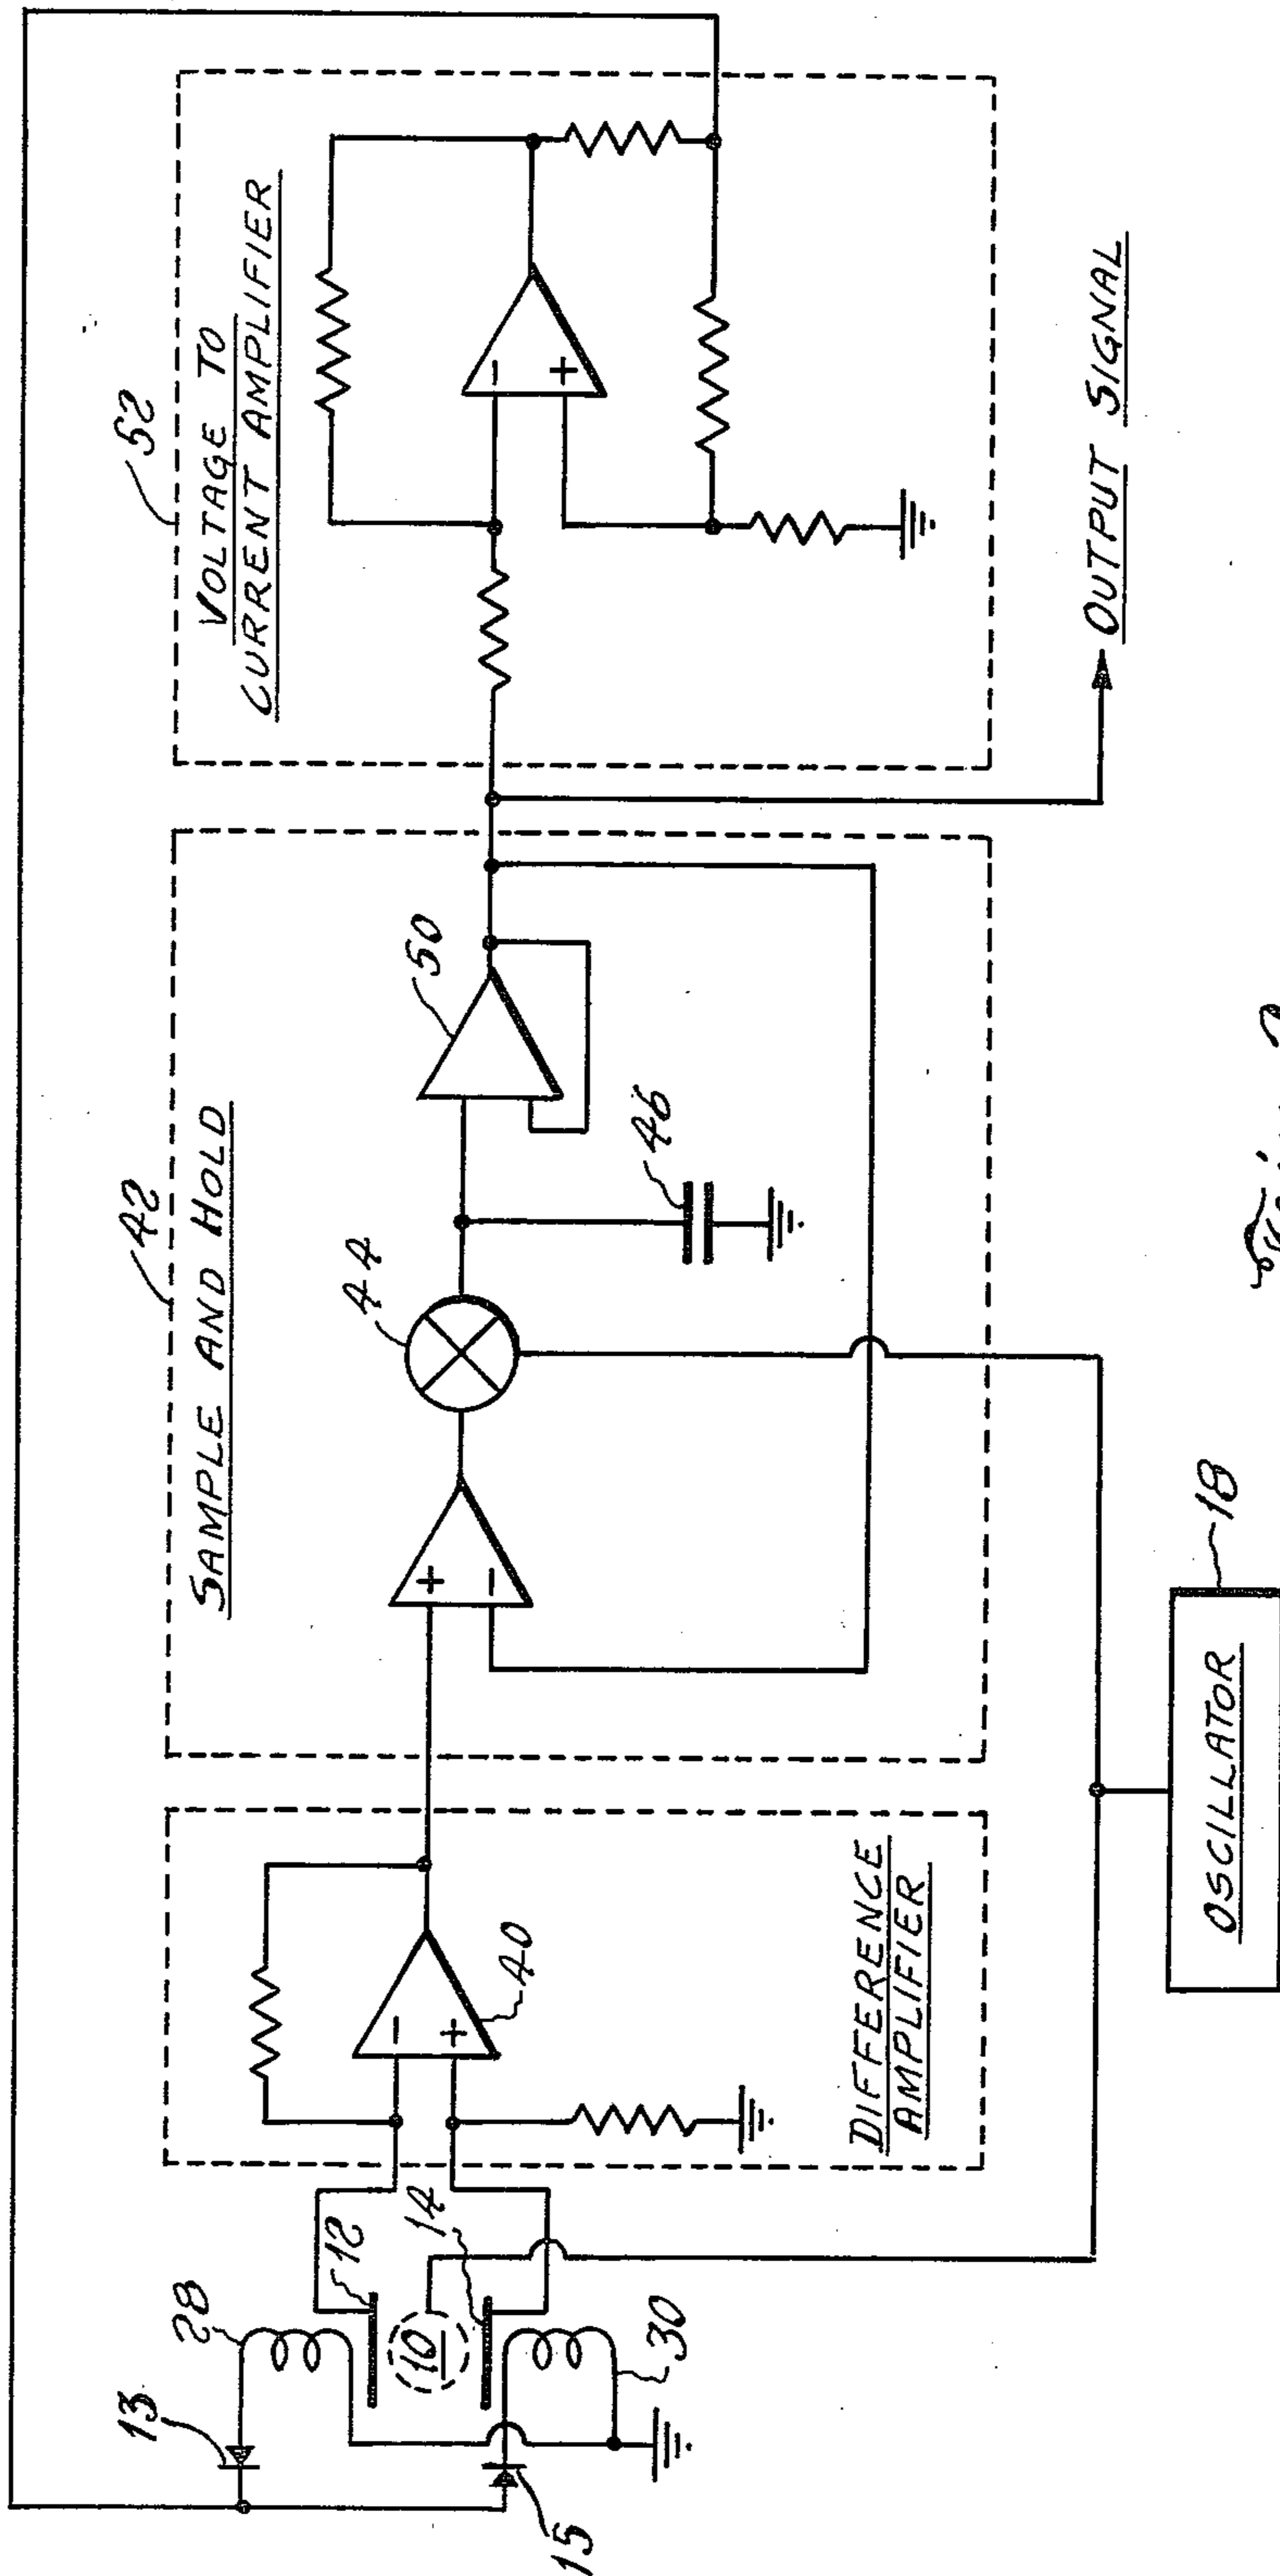 52
VOLTAGE TO
CURRENT AMPLIFIER
42
SAMPLE AND HOLD
50
44
46
+
−
−
+
OUTPUT SIGNAL
13
28
12
10
14
30
15
−
+
40
DIFFERENCE
AMPLIFIER
OSCILLATOR
18